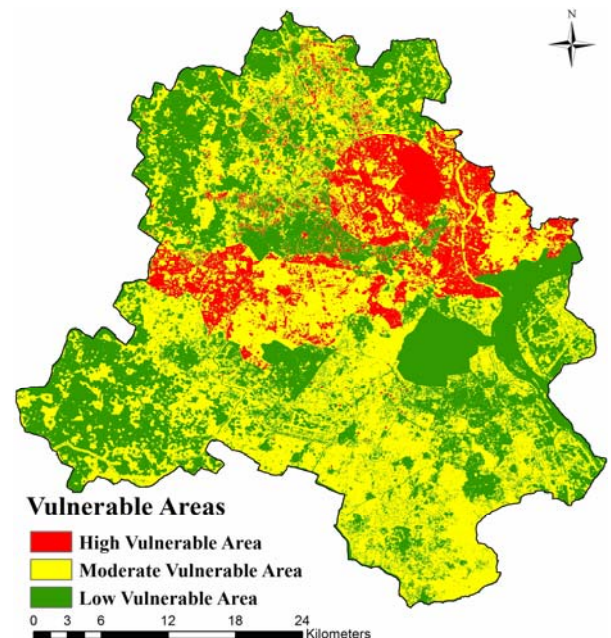 N
Vulnerable Areas
High Vulnerable Area
Moderate Vulnerable Area
Low Vulnerable Area
0 3 6 12 18 24
Kilometers